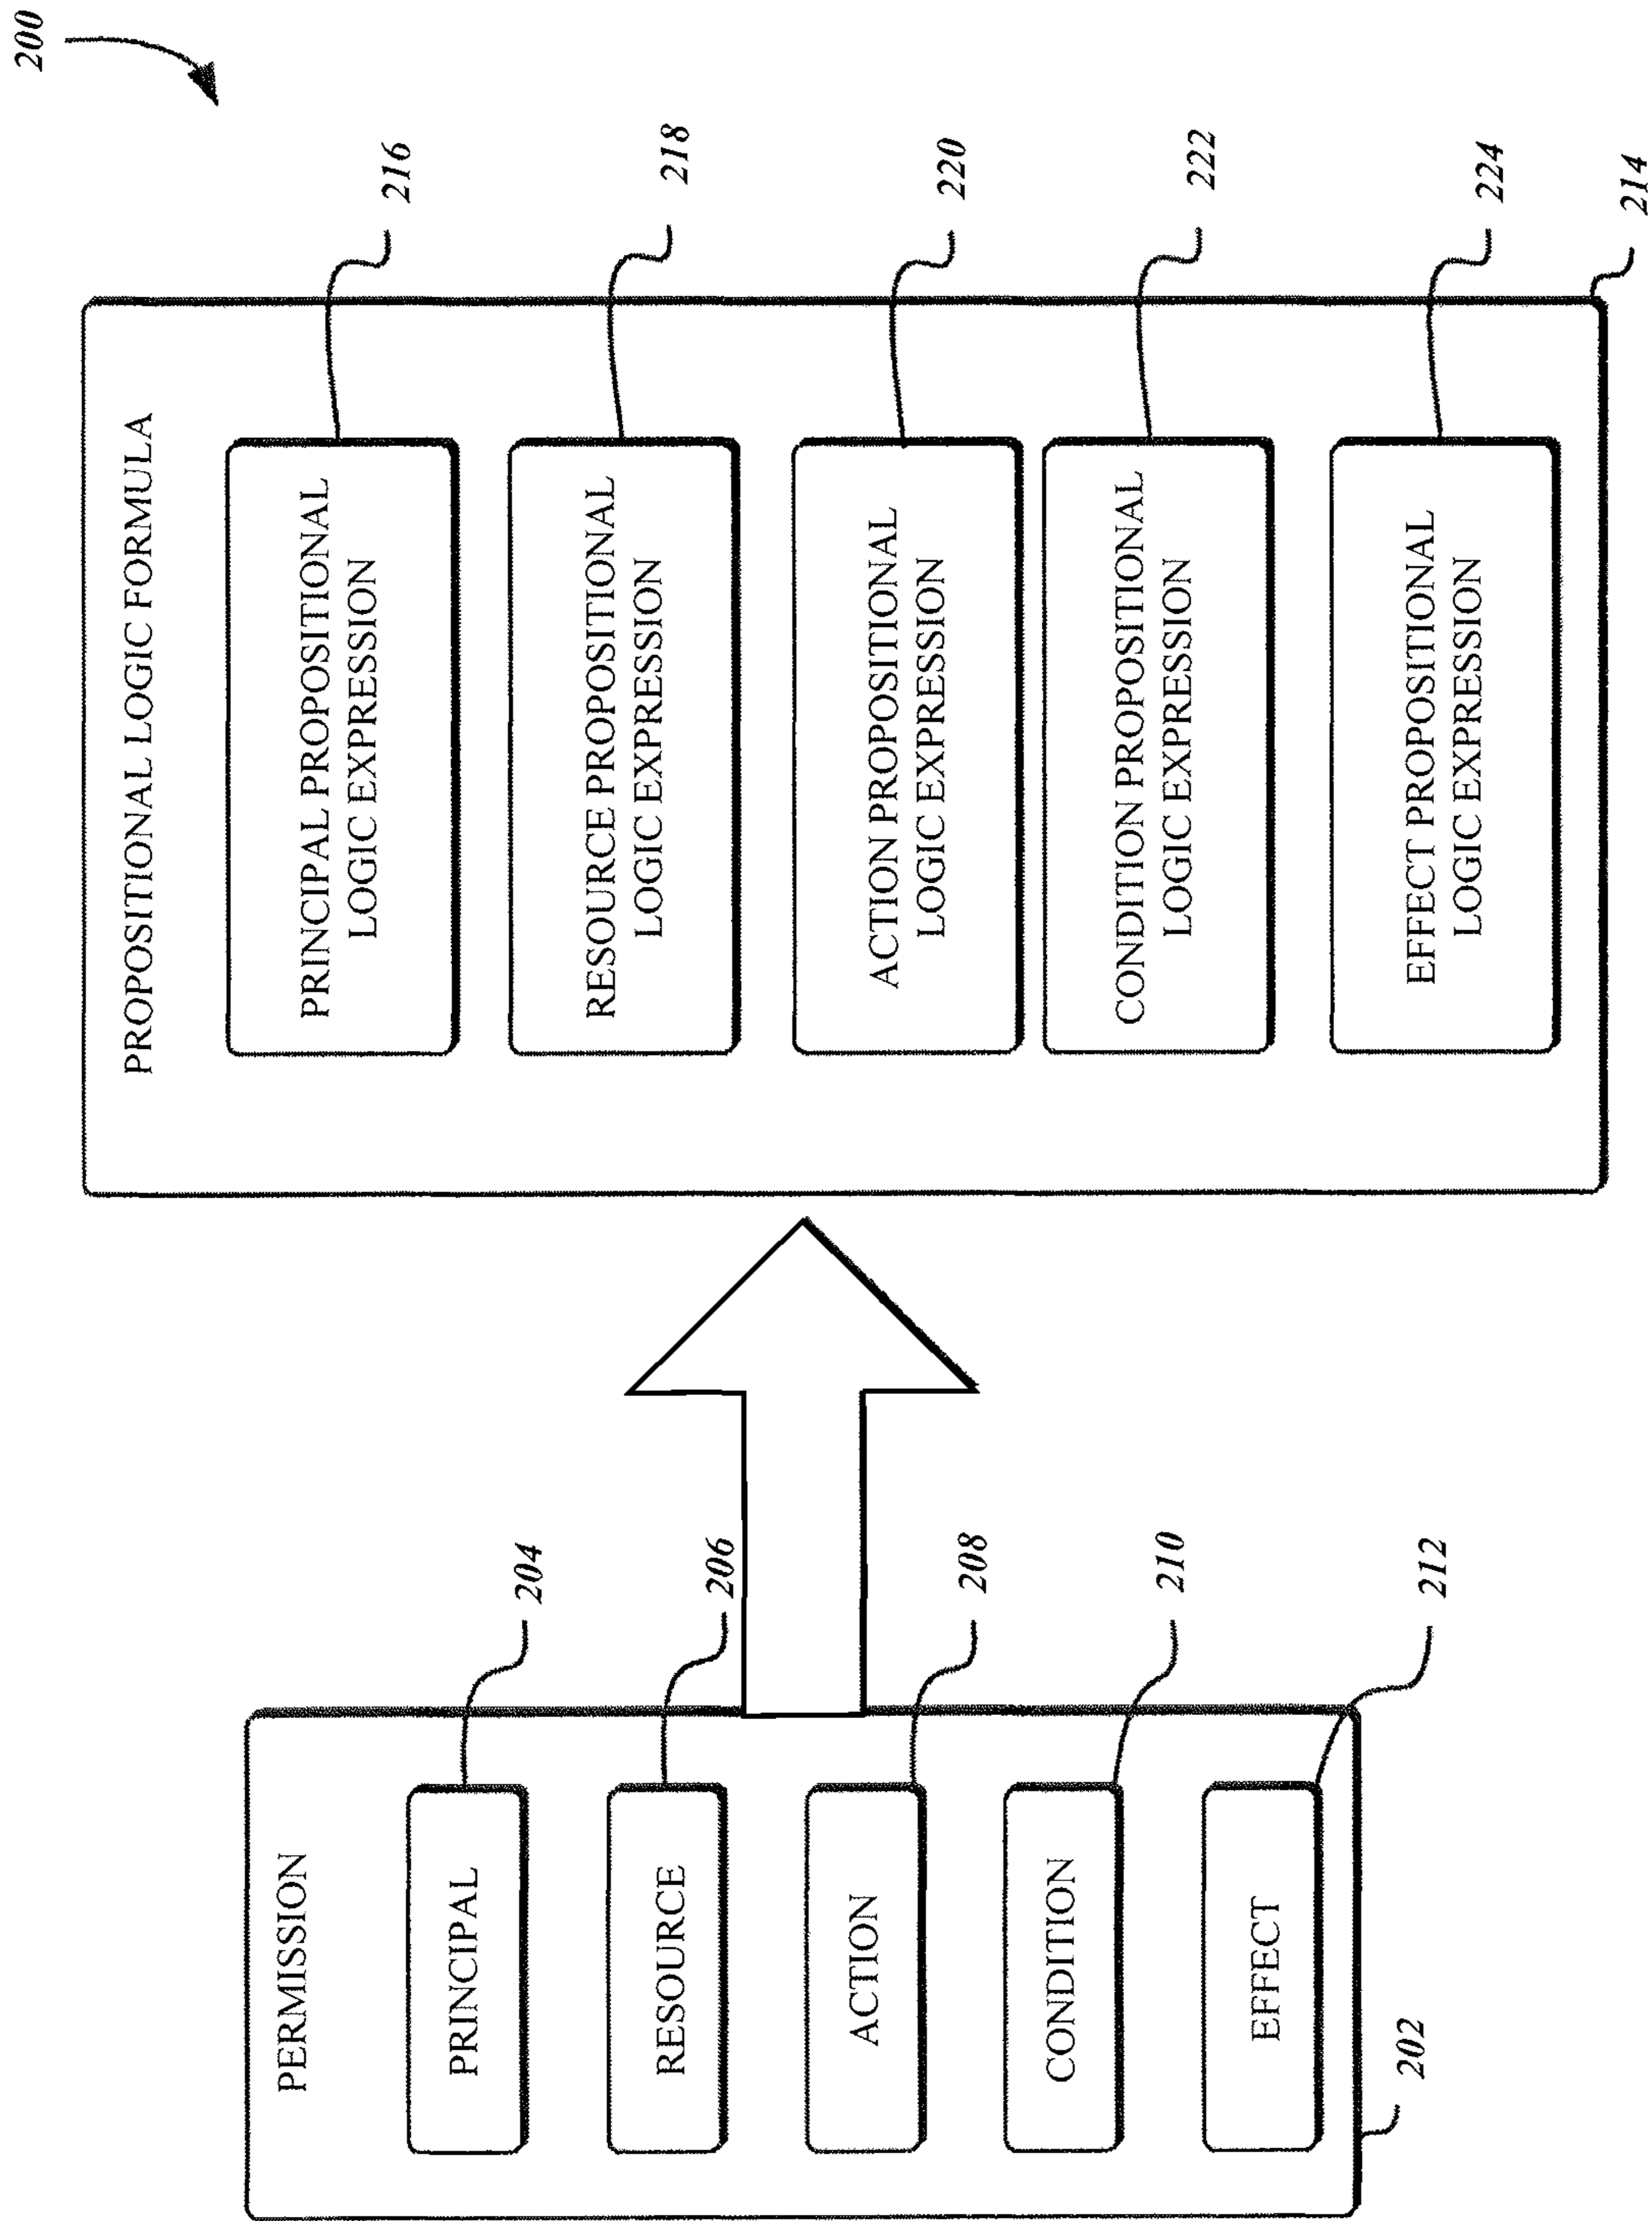 200
PERMISSION
PRINCIPAL
204
RESOURCE
206
ACTION
208
CONDITION
210
EFFECT
212
202
PROPOSITIONAL LOGIC FORMULA
PRINCIPAL PROPOSITIONAL
LOGIC EXPRESSION
216
RESOURCE PROPOSITIONAL
LOGIC EXPRESSION
218
ACTION PROPOSITIONAL
LOGIC EXPRESSION
220
CONDITION PROPOSITIONAL
LOGIC EXPRESSION
222
EFFECT PROPOSITIONAL
LOGIC EXPRESSION
224
214